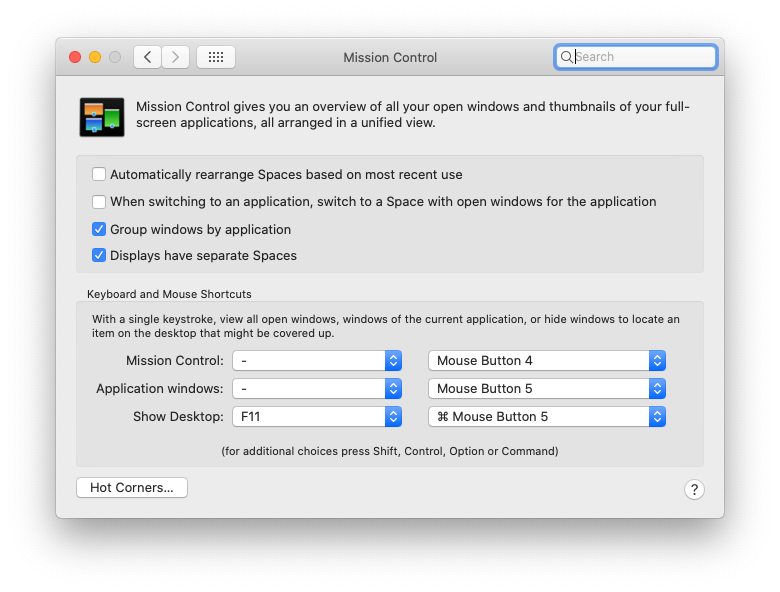 Mission Control
Search
Mission Control gives you an overview of all your open windows and thumbnails of your full-
screen applications, all arranged in a unified view.
Automatically rearrange Spaces based on most recent use
When switching to an application, switch to a Space with open windows for the application
Group windows by application
Displays have separate Spaces
Keyboard and Mouse Shortcuts
With a single keystroke, view all open windows, windows of the current application, or hide windows to locate an
item on the desktop that might be covered up.
Mission Control: - Mouse Button 4
Application windows: - Mouse Button 5
Show Desktop: F11 ⌘ Mouse Button 5
(for additional choices press Shift, Control, Option or Command)
Hot Corners... ?